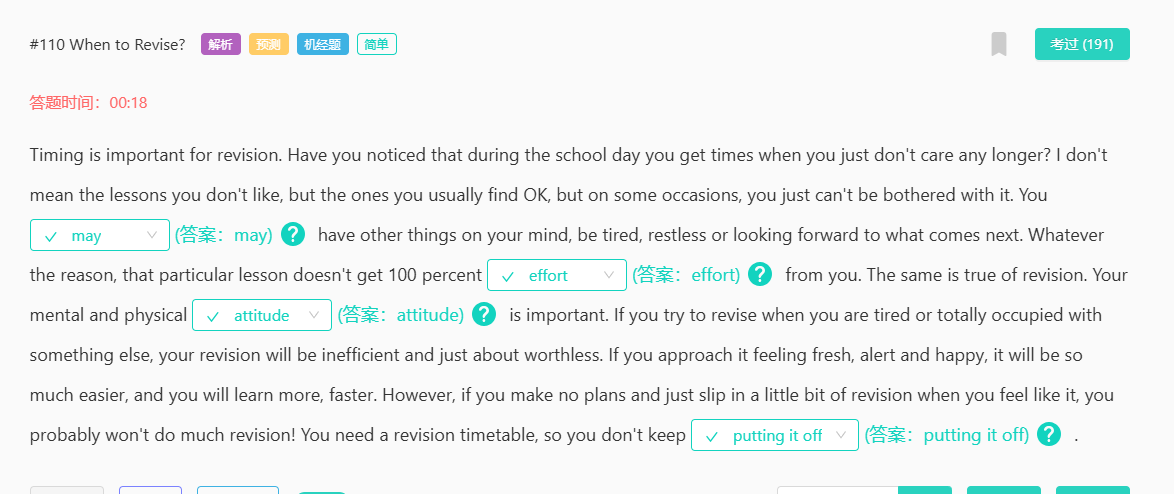 #110 When to Revise? 解析 预测 机经题 简单 考过 (191)
答题时间：00:18
Timing is important for revision. Have you noticed that during the school day you get times when you just don't care any longer? I don't
mean the lessons you don't like, but the ones you usually find OK, but on some occasions, you just can't be bothered with it. You
may (答案：may) ? have other things on your mind, be tired, restless or looking forward to what comes next. Whatever
the reason, that particular lesson doesn't get 100 percent effort (答案：effort) ? from you. The same is true of revision. Your
mental and physical attitude (答案：attitude) ? is important. If you try to revise when you are tired or totally occupied with
something else, your revision will be inefficient and just about worthless. If you approach it feeling fresh, alert and happy, it will be so
much easier, and you will learn more, faster. However, if you make no plans and just slip in a little bit of revision when you feel like it, you
probably won't do much revision! You need a revision timetable, so you don't keep putting it off (答案：putting it off) ? .